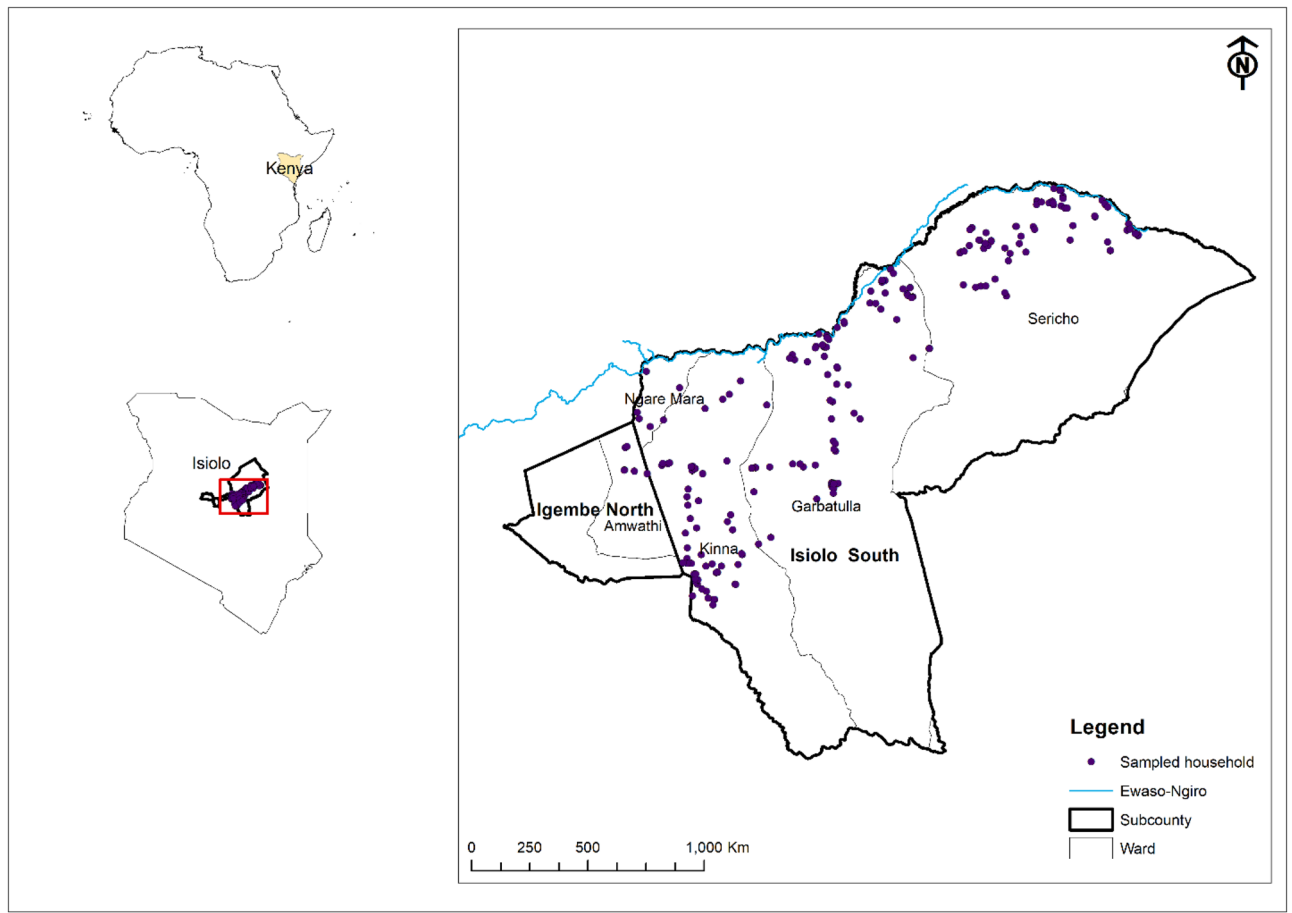 Kenya
Isiolo
N
Sericho
Ngare Mara
Igembe North
Amwathi
Garbatulla
Kinna
Isiolo South
Legend
Sampled household
Ewaso-Ngiro
Subcounty
Ward
0 250 500 1,000 Km